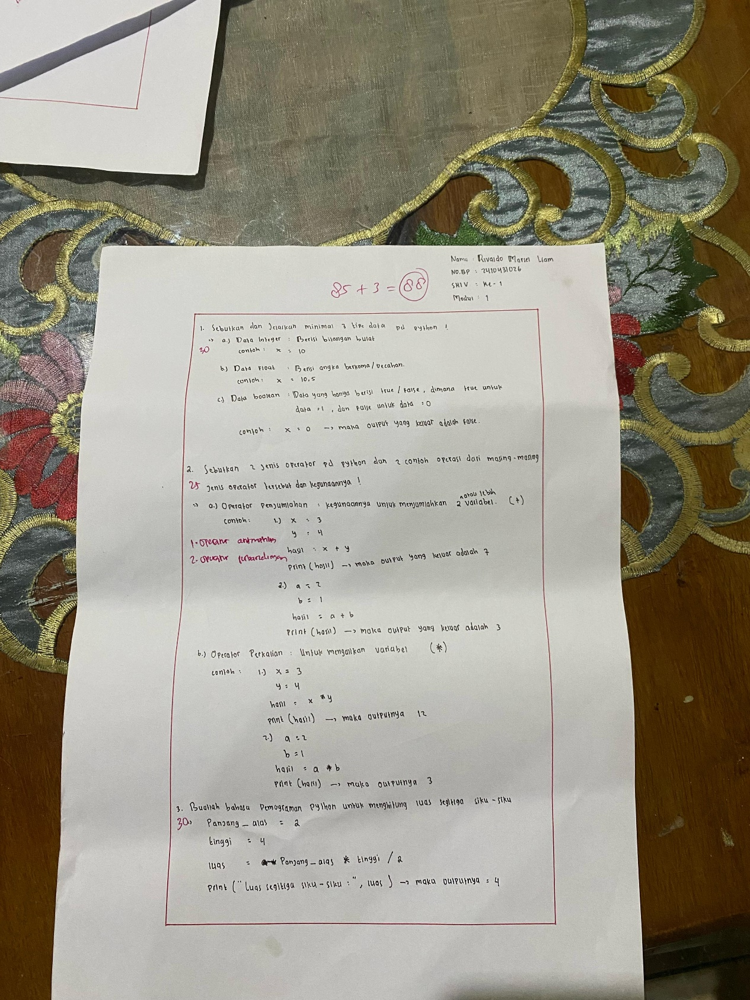 Nama : Rivaldo Marsel Liam
NO.BP : 2410431026
SHIV : Ke-1
Modul : 1
85 + 3 = 88
1. Sebutkan dan Jelaskan minimal 3 tipe data pd python !
=> a.) Data Integer : Berisi bilangan bulat
30
contoh : x = 10
b.) Data Float : Berisi angka berkoma/Decahan.
contoh : x = 10,5
c.) Data boolean : Data yang hanya berisi true / False , dimana true untuk
data =1 , dan False untuk data =0
contoh : x = 0 -> maka output yang keluar adalah False.
2. Sebutkan 2 Jenis operator pd python dan 2 contoh operasi dari masing-masing
25 Jenis operator tersebut dan kegunaannya !
=> a.) Operator Penjumlahan : kegunaannya untuk menjumlahkan 2 atau lebih variabel. (+)
contoh : 1.) x = 3
y = 4
1. Operator aritmatika
hasil = x + y
2. Operator perbandingan
print (hasil) -> maka output yang keluar adalah 7
2.) a = 2
b = 1
hasil = a + b
Print (hasil) -> maka output yang keluar adalah 3
b.) Operator Perkalian : Untuk mengalikan variabel (*)
contoh : 1.) x = 3
y = 4
hasil = x * y
print (hasil) -> maka outputnya 12
2.) a = 2
b = 1
hasil = a * b
Print (hasil) -> maka outputnya 3
3. Buatlah bahasa Pemograman Python untuk menghitung luas segitiga siku-siku
30 => Panjang_alas = 2
tinggi = 4
luas = Panjang_alas * tinggi / 2
print ("Luas segitiga siku-siku :", luas) -> maka outputnya = 4